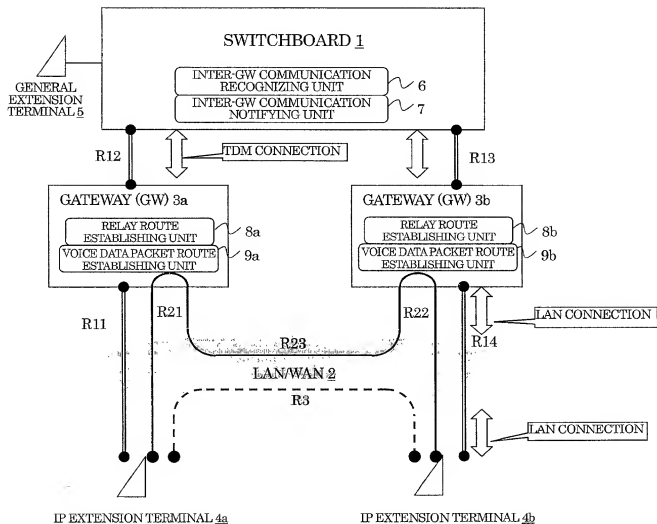 SWITCHBOARD 1
INTER-GW COMMUNICATION
RECOGNIZING UNIT
6
INTER-GW COMMUNICATION
NOTIFYING UNIT
7
GENERAL
EXTENSION
TERMINAL 5
R12
TDM CONNECTION
R13
GATEWAY (GW) 3a
RELAY ROUTE
ESTABLISHING UNIT
8a
VOICE DATA PACKET ROUTE
ESTABLISHING UNIT
9a
GATEWAY (GW) 3b
RELAY ROUTE
ESTABLISHING UNIT
8b
VOICE DATA PACKET ROUTE
ESTABLISHING UNIT
9b
R11
R21
R22
LAN CONNECTION
R14
R23
LAN/WAN 2
R3
LAN CONNECTION
IP EXTENSION TERMINAL 4a
IP EXTENSION TERMINAL 4b